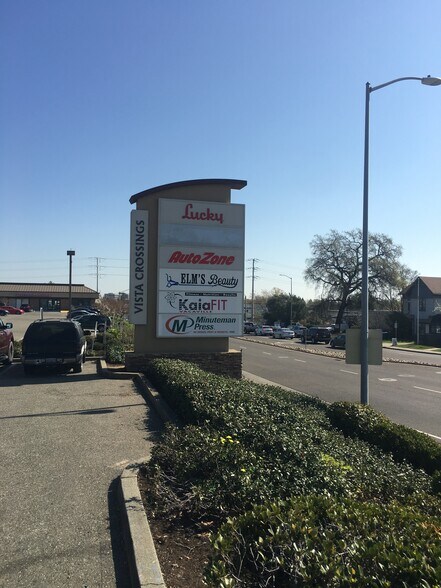 VISTA CROSSINGS
Lucky
AutoZone
ELM'S Beauty
KaiaFIT
Minuteman
Press